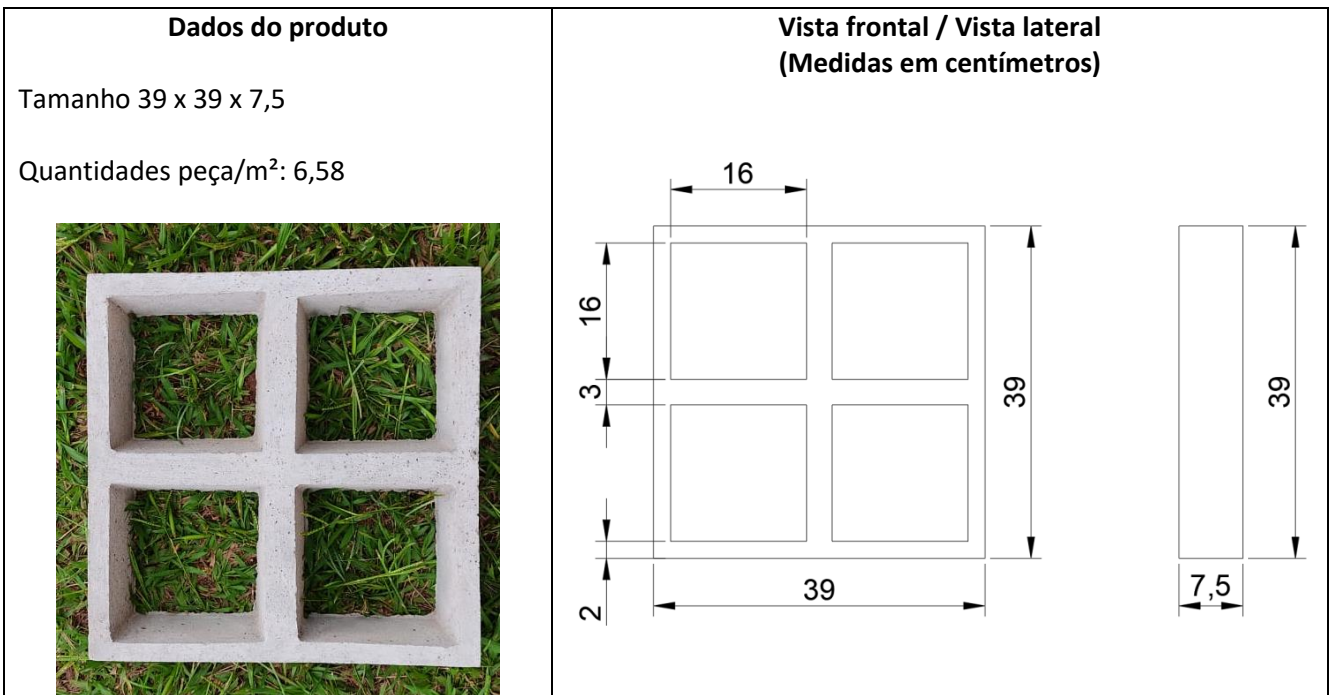 Dados do produto
Tamanho 39 x 39 x 7,5
Quantidades peça/m²: 6,58
Vista frontal / Vista lateral
(Medidas em centímetros)
16
16
3
39
39
2
39
7,5